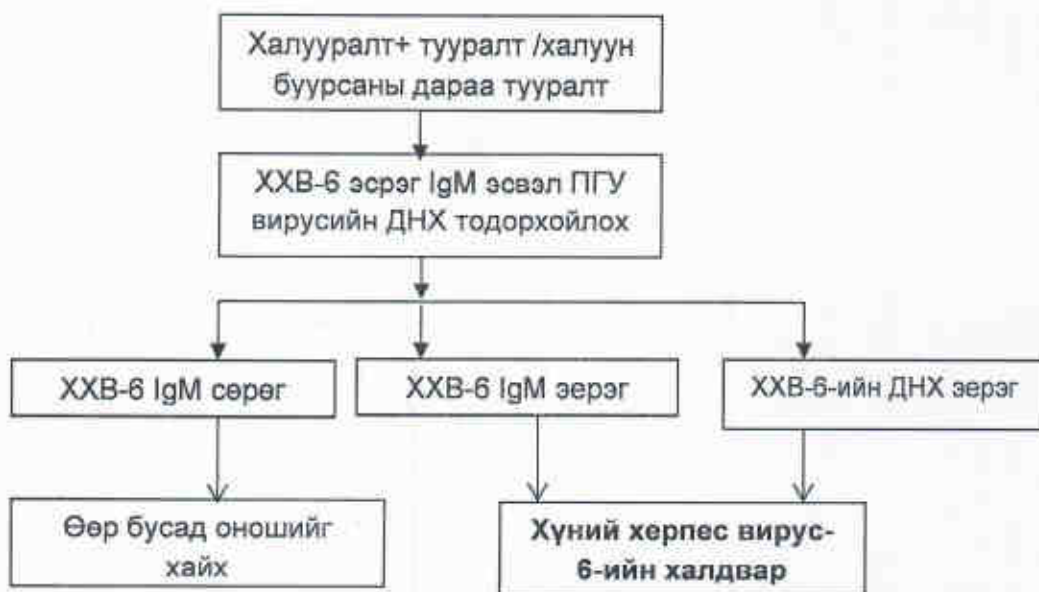 Халууралт+ тууралт /халуун
буурсаны дараа тууралт
ХХВ-6 эсрэг IgM эсвэл ПГУ
вирусийн ДНХ тодорхойлох
ХХВ-6 IgM сөрөг
ХХВ-6 IgM эерэг
ХХВ-6-ийн ДНХ эерэг
Өөр бусад оношийг
хайх
Хүний херпес вирус-
6-ийн халдвар